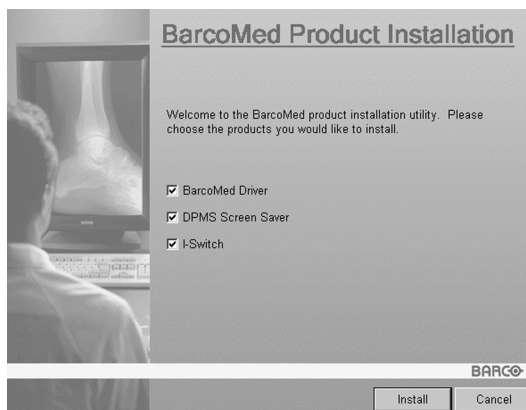 BarcoMed Product Installation
Welcome to the BarcoMed product installation utility. Please
choose the products you would like to install.
BarcoMed Driver
DPMS Screen Saver
I-Switch
BARCO
Install
Cancel